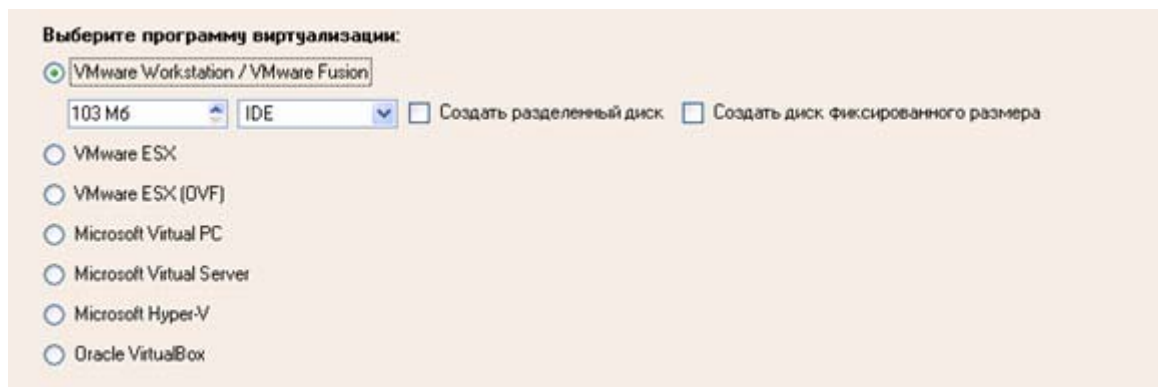 Выберите программу виртуализации:
VMware Workstation / VMware Fusion
103 Мб IDE Создать разделенный диск Создать диск фиксированного размера
VMware ESX
VMware ESX (OVF)
Microsoft Virtual PC
Microsoft Virtual Server
Microsoft Hyper-V
Oracle VirtualBox